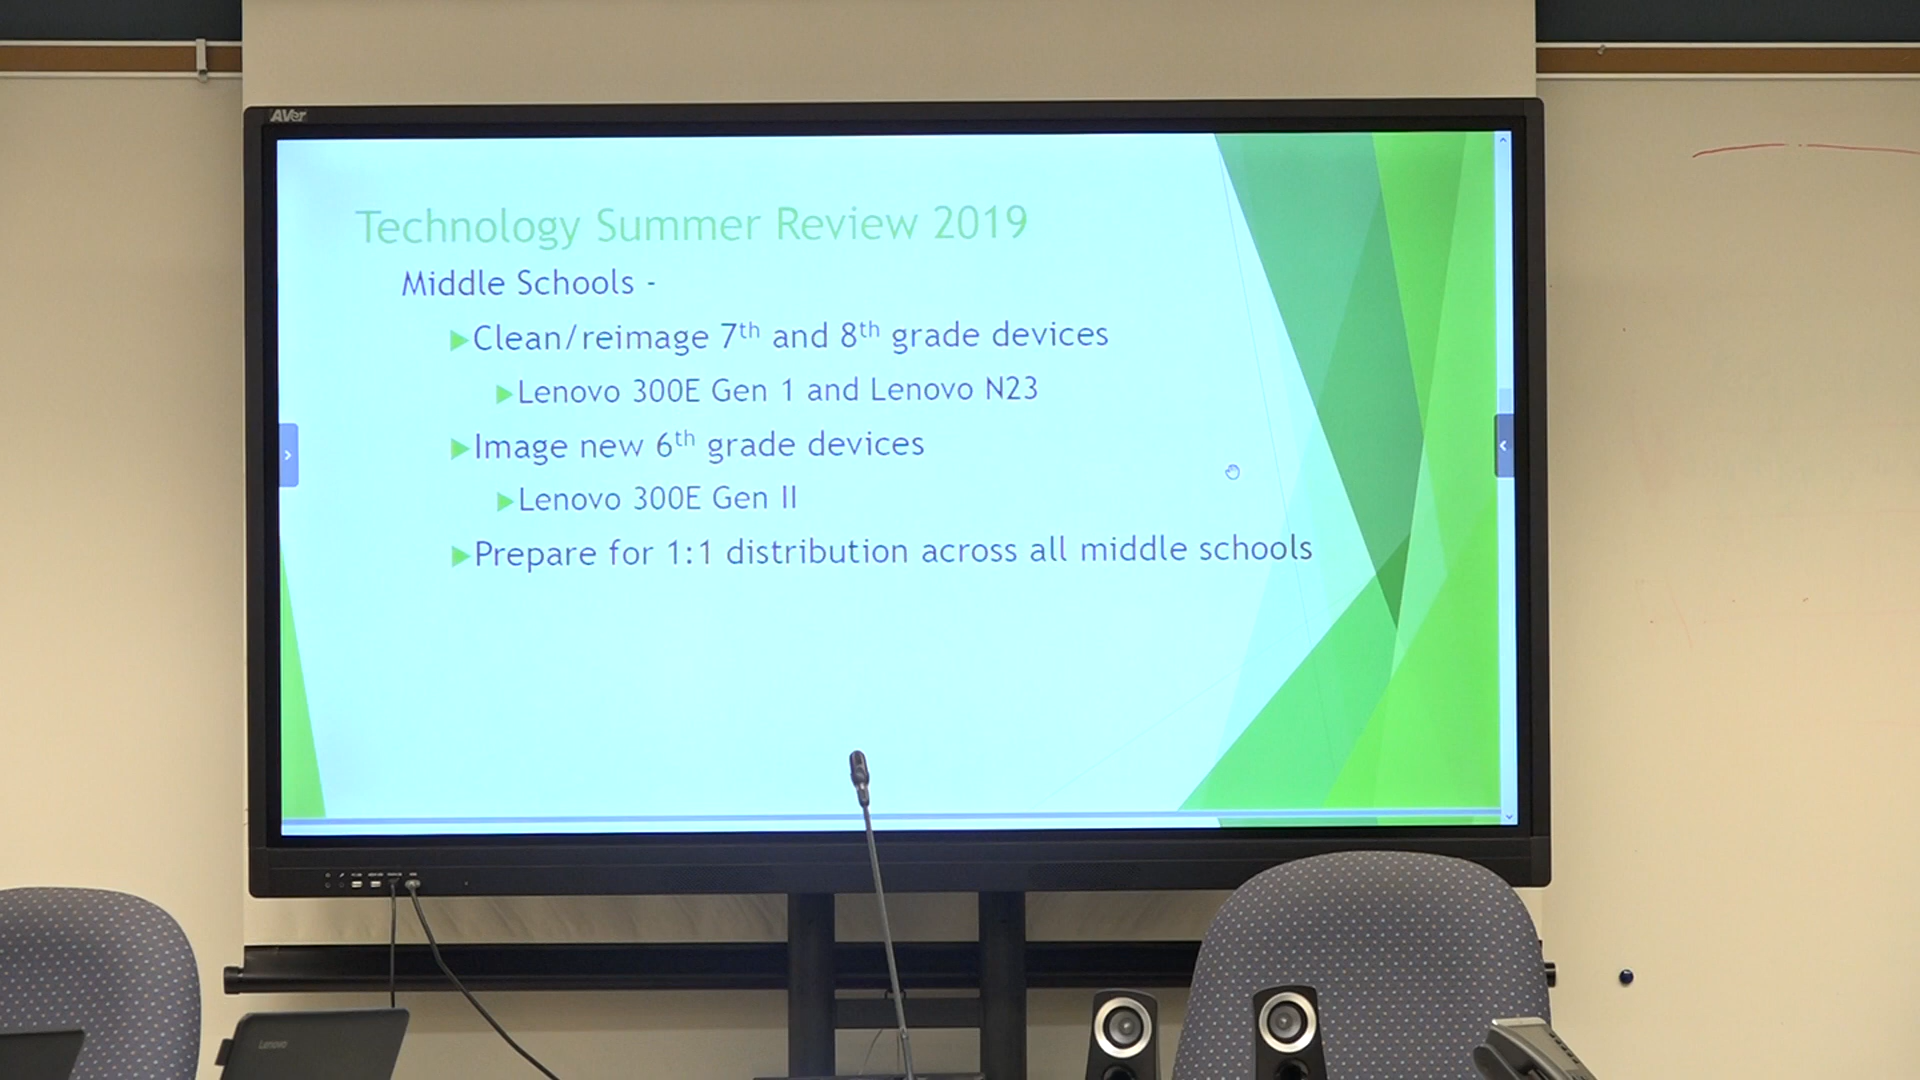 AVer
Technology Summer Review 2019
Middle Schools -
Clean/reimage 7th and 8th grade devices
Lenovo 300E Gen 1 and Lenovo N23
Image new 6th grade devices
Lenovo 300E Gen II
Prepare for 1:1 distribution across all middle schools
Lenovo